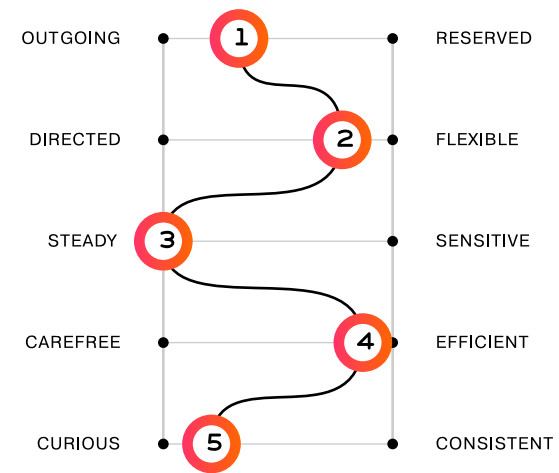 OUTGOING 1 RESERVED
DIRECTED 2 FLEXIBLE
STEADY 3 SENSITIVE
CAREFREE 4 EFFICIENT
CURIOUS 5 CONSISTENT